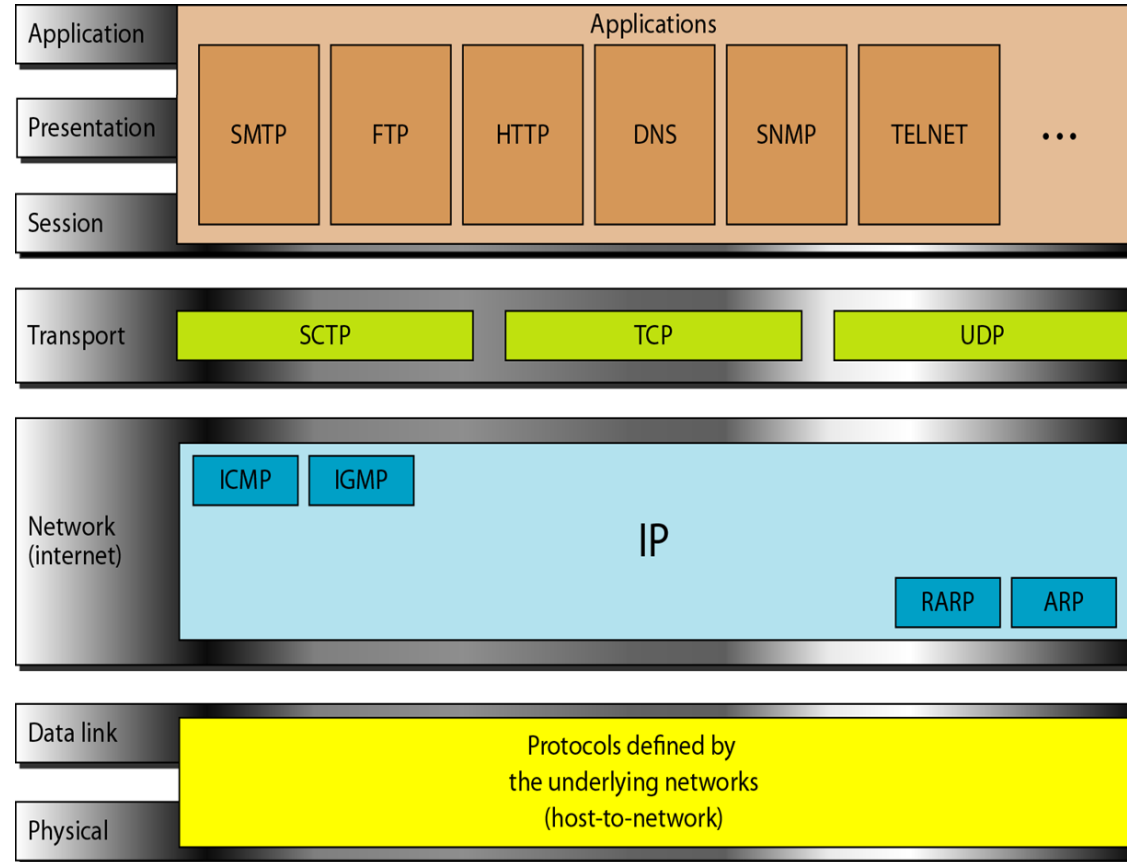 Application
Applications
Presentation
SMTP
FTP
HTTP
DNS
SNMP
TELNET
...
Session
Transport
SCTP
TCP
UDP
Network
(internet)
ICMP
IGMP
IP
RARP
ARP
Data link
Protocols defined by
the underlying networks
(host-to-network)
Physical